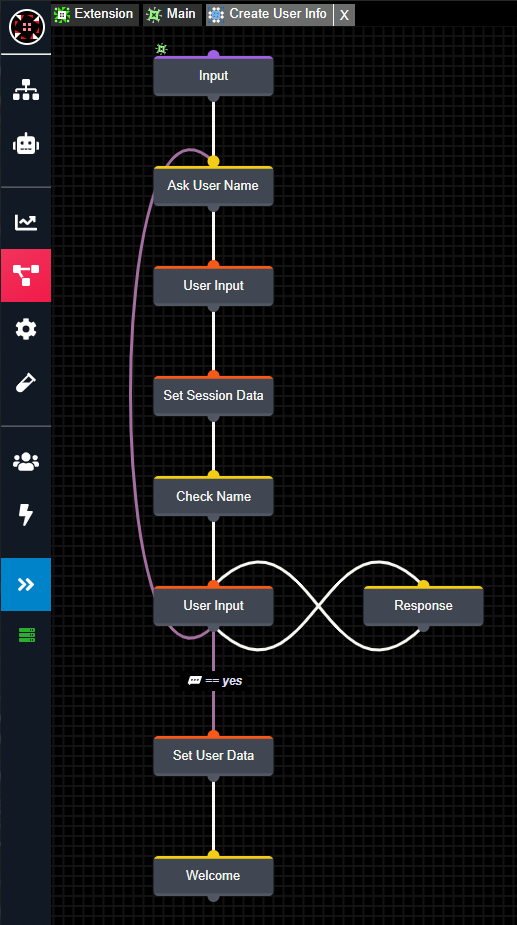 Extension
Main
Create User Info
X
Input
Ask User Name
User Input
Set Session Data
Check Name
User Input
Response
== yes
Set User Data
Welcome